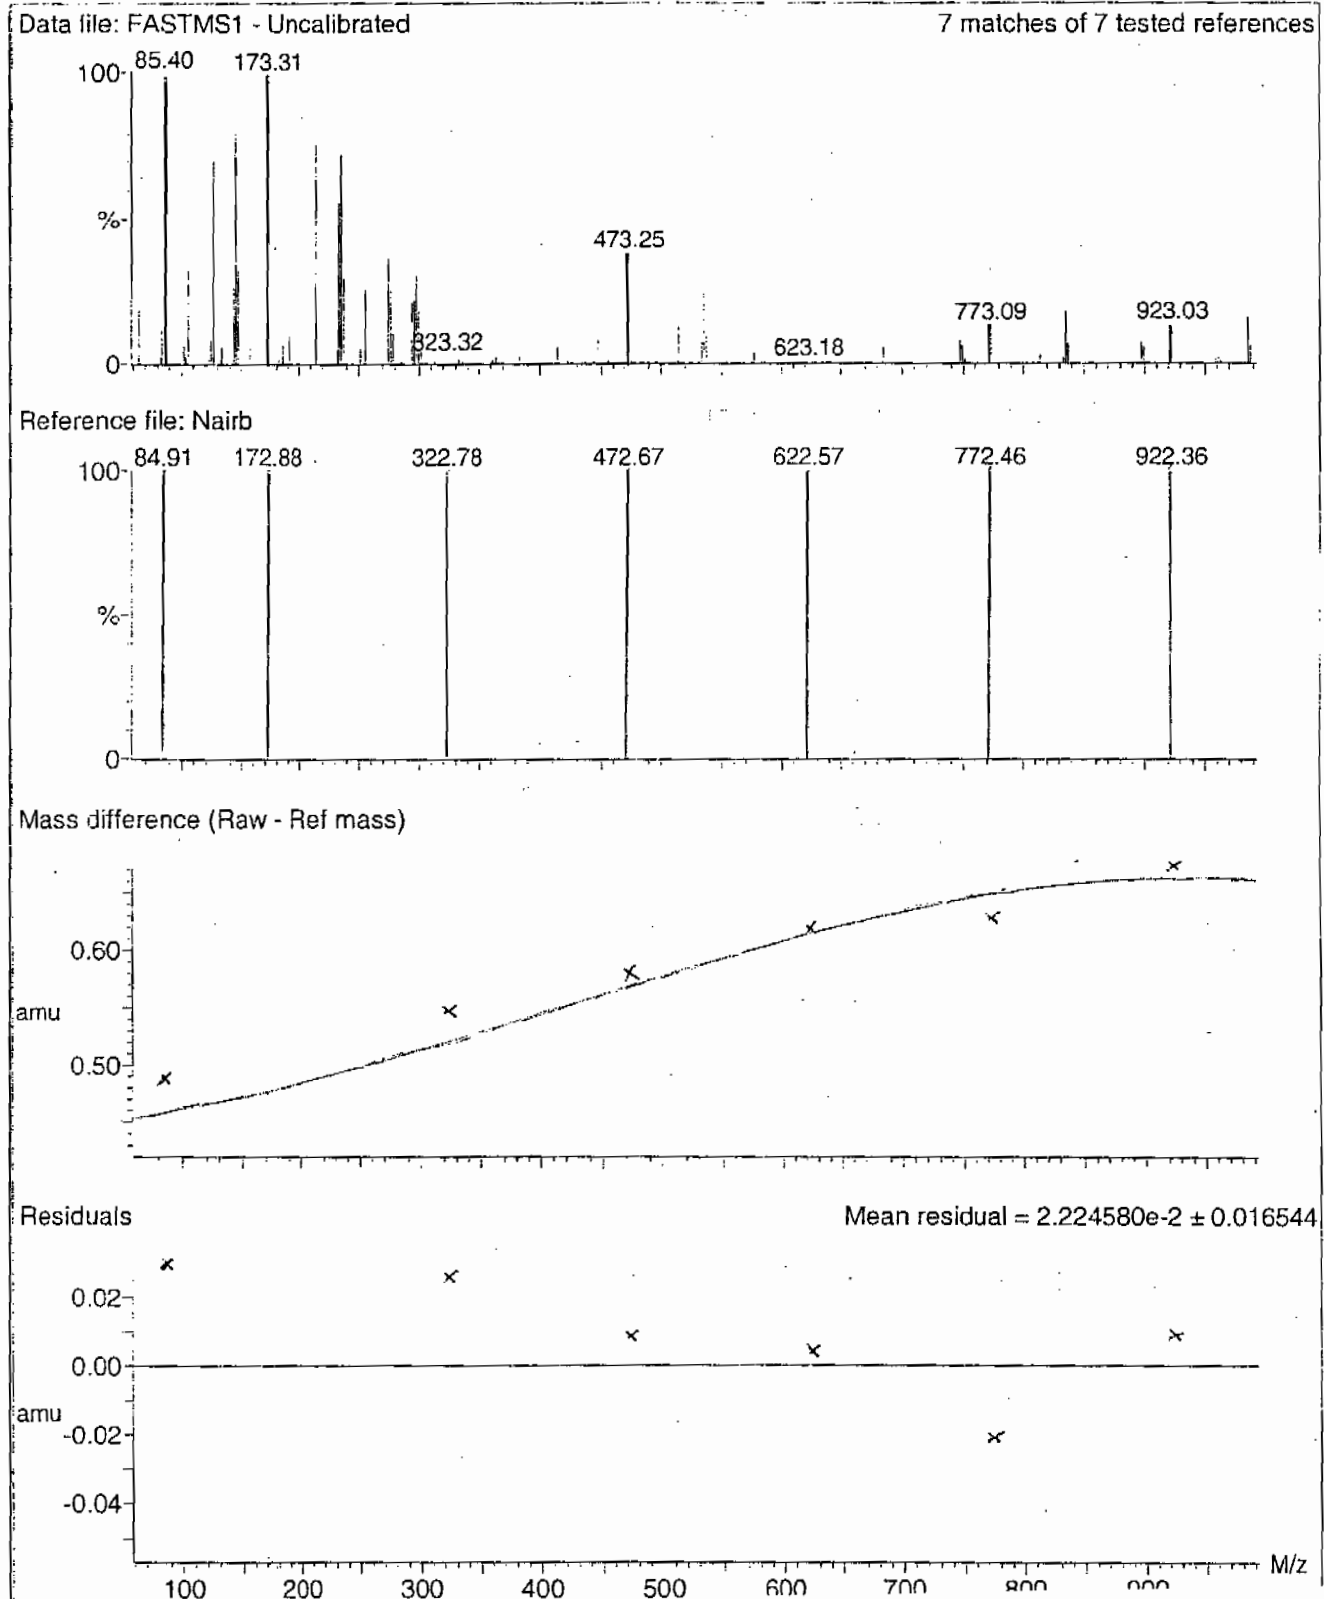 Data file: FASTMS1 - Uncalibrated 7 matches of 7 tested references
85.40 173.31
100
%
473.25
773.09 923.03
323.32 623.18
0
Reference file: Nairb
84.91 172.88 322.78 472.67 622.57 772.46 922.36
100
%
0
Mass difference (Raw - Ref mass)
0.60
amu
0.50
Residuals Mean residual = 2.224580e-2 ± 0.016544
0.02
0.00
amu
-0.02
-0.04
M/z
100 200 300 400 500 600 700 800 900